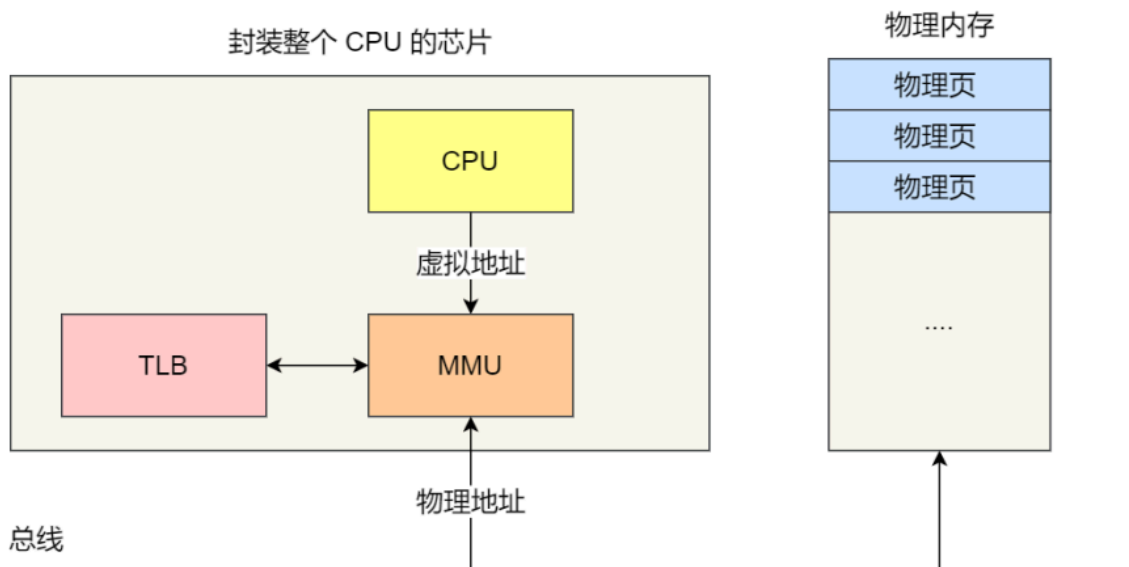 封装整个 CPU 的芯片
物理内存
物理页
物理页
物理页
CPU
虚拟地址
....
TLB
MMU
物理地址
总线